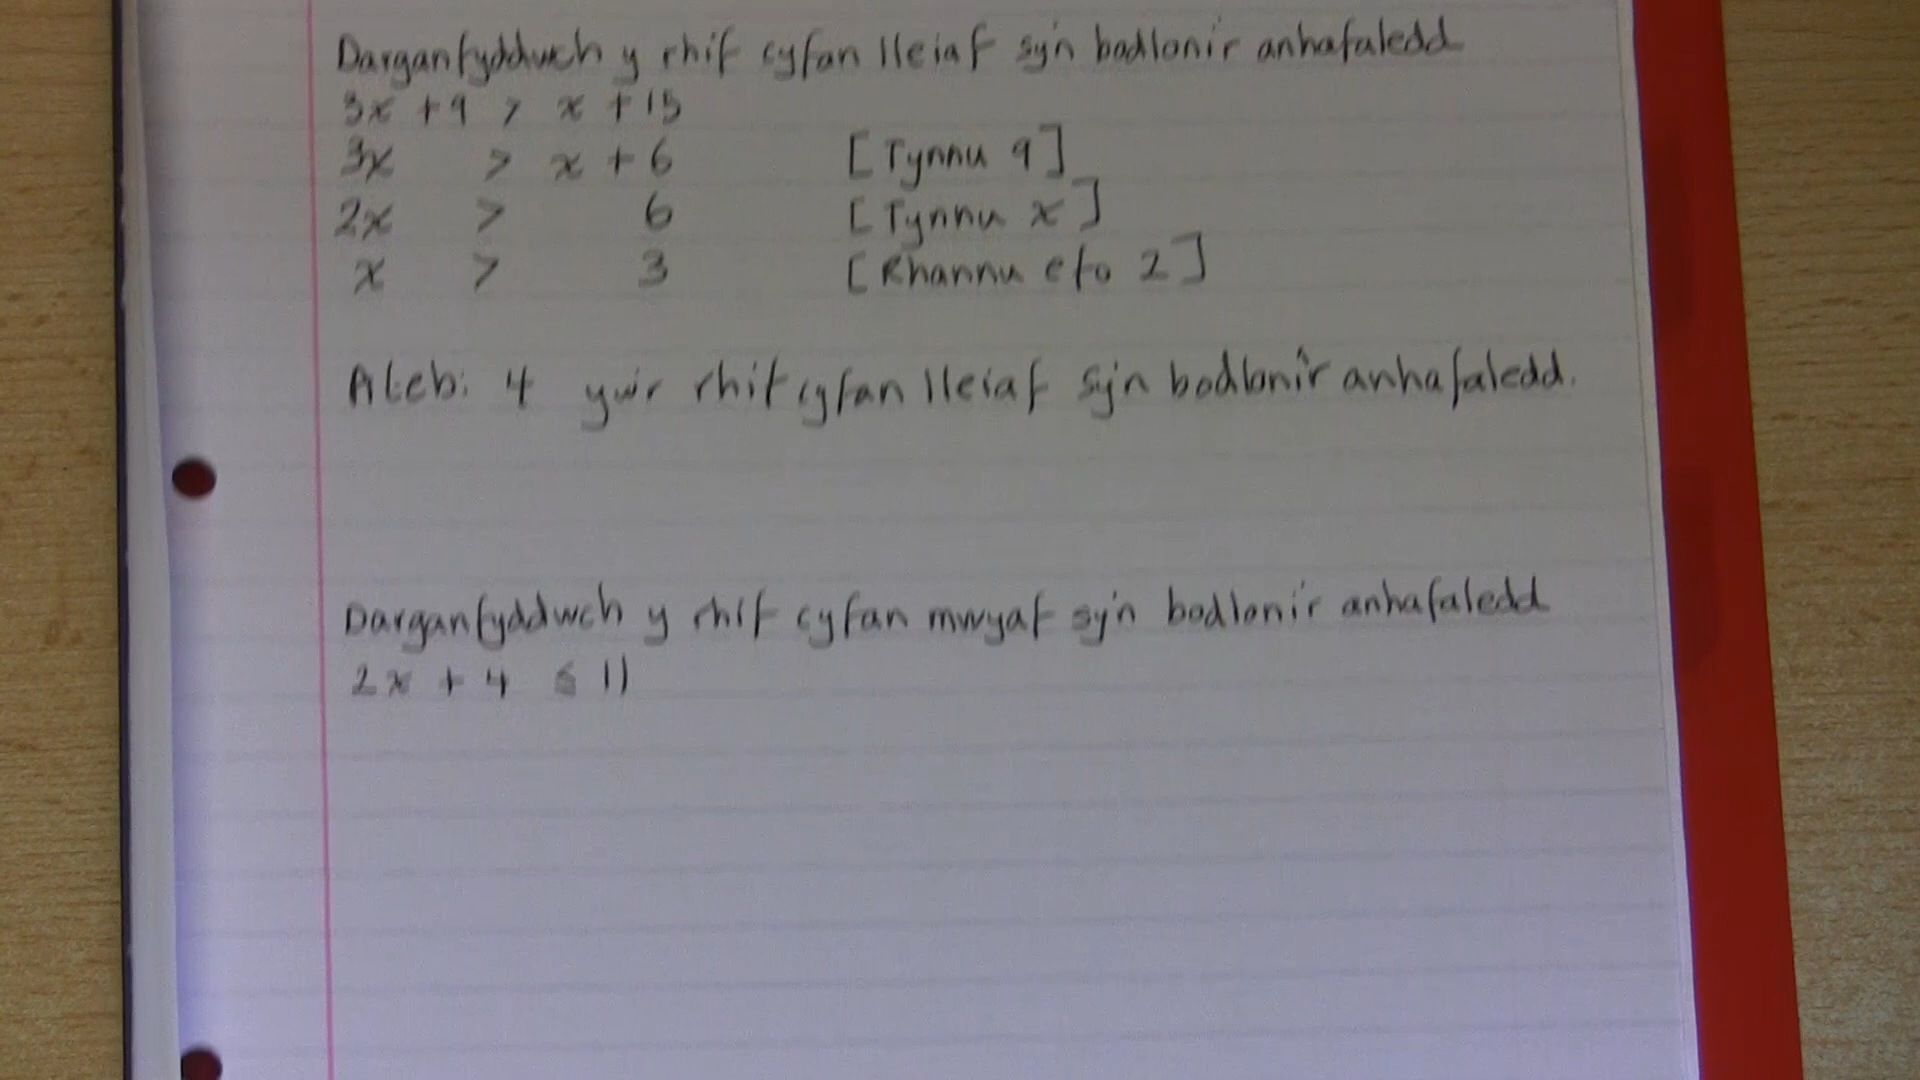 Darganfyddwch y rhif cyfan lleiaf sy'n bodloni'r anhafaledd
3x + 9 > x + 15
3x > x + 6 [Tynnu 9]
2x > 6 [Tynnu x]
x > 3 [Rhannu efo 2]
Ateb: 4 yw'r rhif cyfan lleiaf sy'n bodloni'r anhafaledd.
Darganfyddwch y rhif cyfan mwyaf sy'n bodloni'r anhafaledd
2x + 4 ≤ 11